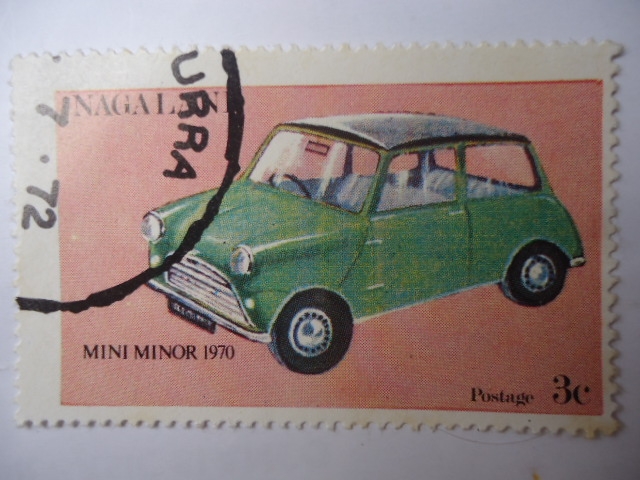 NAGALAN
URRA
7 · 72
MINI MINOR 1970
Postage 3c